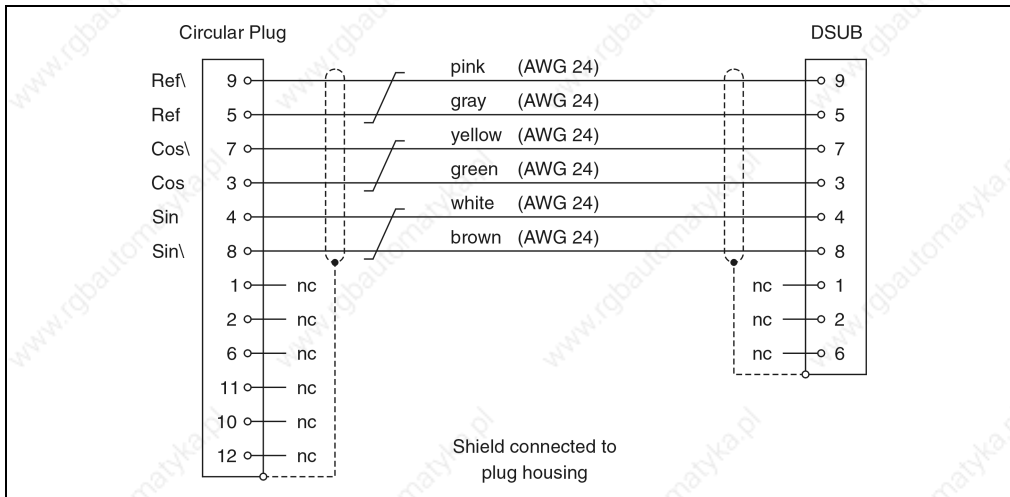 Circular Plug DSUB
Ref\ 9 pink (AWG 24) 9
Ref 5 gray (AWG 24) 5
Cos\ 7 yellow (AWG 24) 7
Cos 3 green (AWG 24) 3
Sin 4 white (AWG 24) 4
Sin\ 8 brown (AWG 24) 8
1 nc nc 1
2 nc nc 2
6 nc nc 6
11 nc
10 nc
12 nc
Shield connected to
plug housing
www.rgbautomatyka.pl